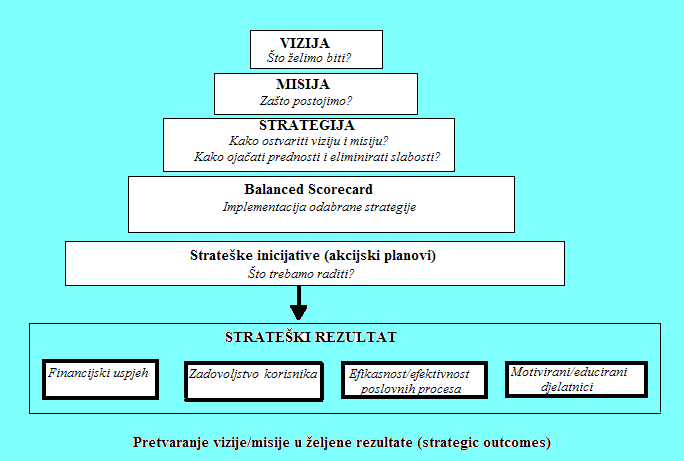 VIZIJA
Što želimo biti?
MISIJA
Zašto postojimo?
STRATEGIJA
Kako ostvariti viziju i misiju?
Kako ojačati prednosti i eliminirati slabosti?
Balanced Scorecard
Implementacija odabrane strategije
Strateške inicijative (akcijski planovi)
Što trebamo raditi?
STRATEŠKI REZULTAT
Financijski uspjeh
Zadovoljstvo korisnika
Efikasnost/efektivnost
poslovnih procesa
Motivirani/educirani
djelatnici
Pretvaranje vizije/misije u željene rezultate (strategic outcomes)